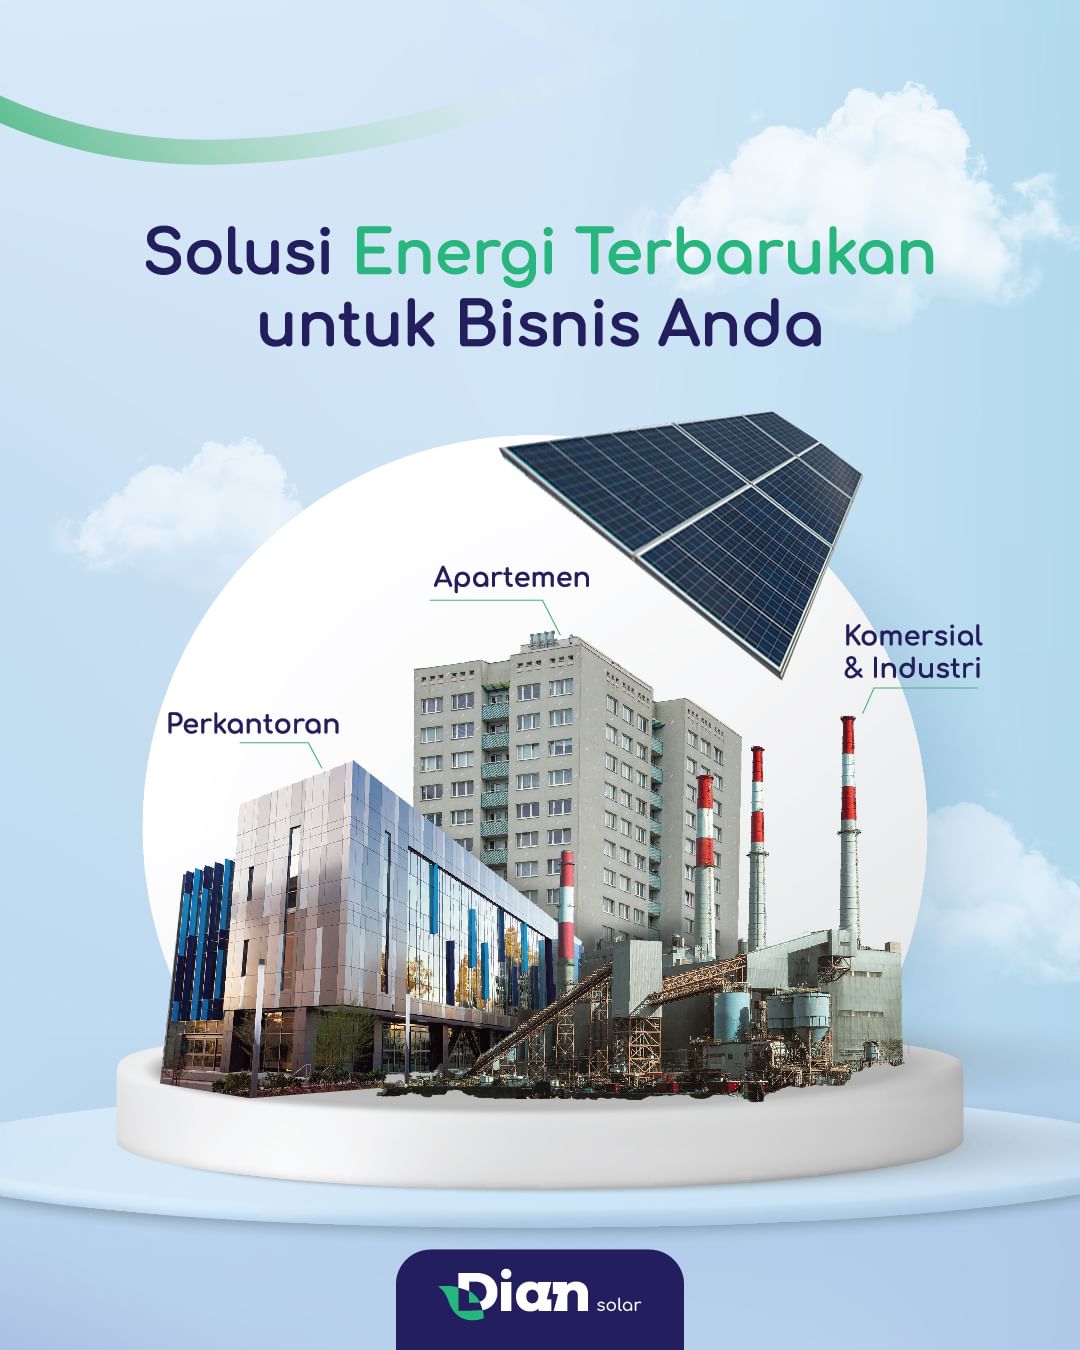 Solusi Energi Terbarukan
untuk Bisnis Anda
Apartemen
Komersial
& Industri
Perkantoran
Dian solar